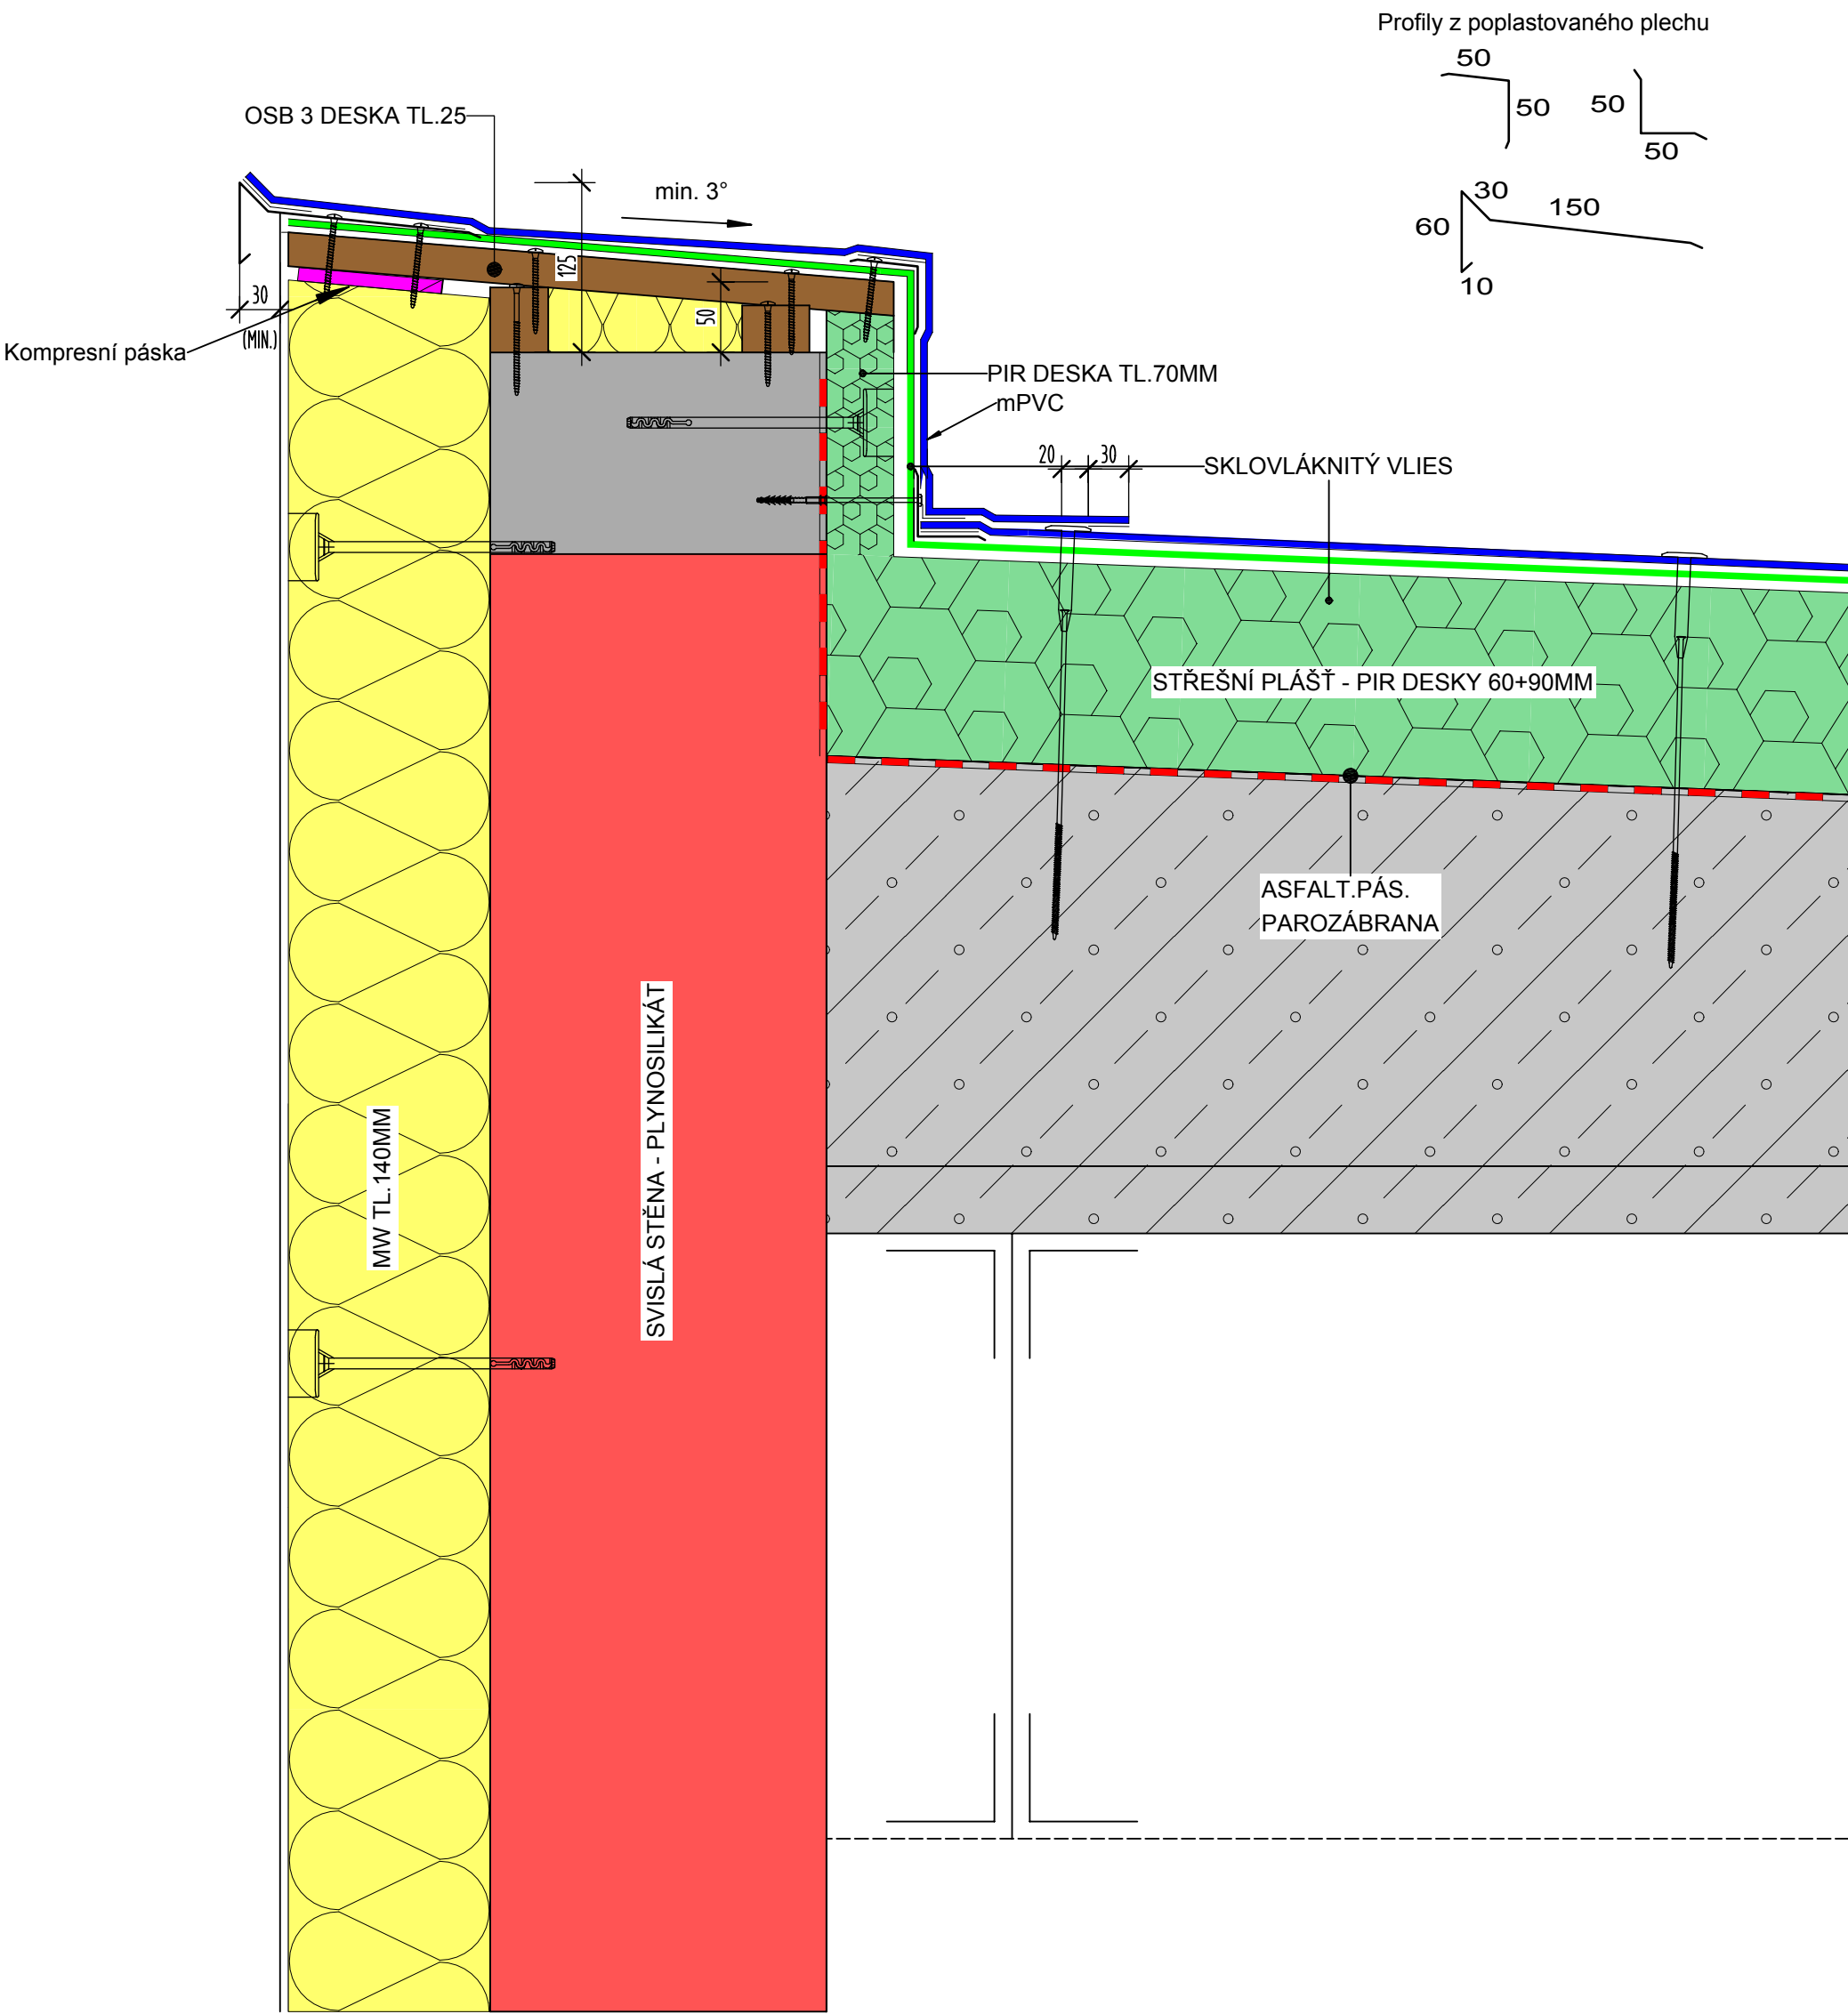 Profily z poplastovaného plechu
50
50
50
50
30
150
60
10
OSB 3 DESKA TL.25
min. 3°
125
50
30
(MIN.)
Kompresní páska
PIR DESKA TL.70MM
mPVC
20
30
SKLOVLÁKNITÝ VLIES
STŘEŠNÍ PLÁŠŤ - PIR DESKY 60+90MM
ASFALT.PÁS.
PAROZÁBRANA
SVISLÁ STĚNA - PLYNOSILIKÁT
MW TL.140MM